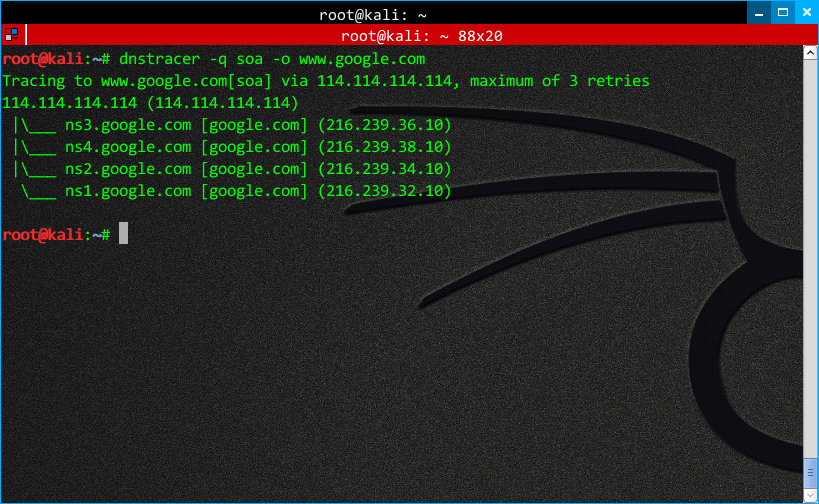 root@kali: ~
root@kali: ~ 88x20
root@kali:~# dnstracer -q soa -o www.google.com
Tracing to www.google.com[soa] via 114.114.114.114, maximum of 3 retries
114.114.114.114 (114.114.114.114)
 |\___ ns3.google.com [google.com] (216.239.36.10)
 |\___ ns4.google.com [google.com] (216.239.38.10)
 |\___ ns2.google.com [google.com] (216.239.34.10)
  \___ ns1.google.com [google.com] (216.239.32.10)
root@kali:~#